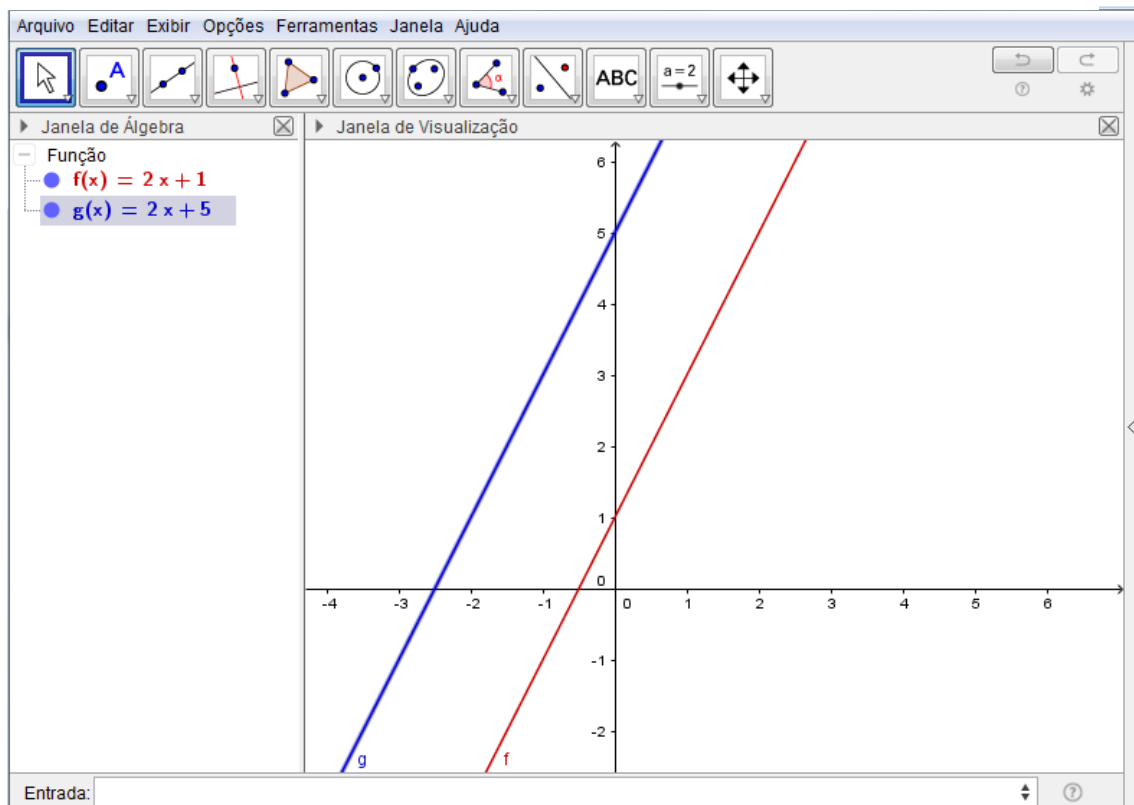 Arquivo Editar Exibir Opções Ferramentas Janela Ajuda
A
α
ABC
a=2
Janela de Álgebra
Janela de Visualização
Função
f(x) = 2 x + 1
g(x) = 2 x + 5
6
5
4
3
2
1
0
-4 -3 -2 -1 0 1 2 3 4 5 6
-1
-2
g f
Entrada: